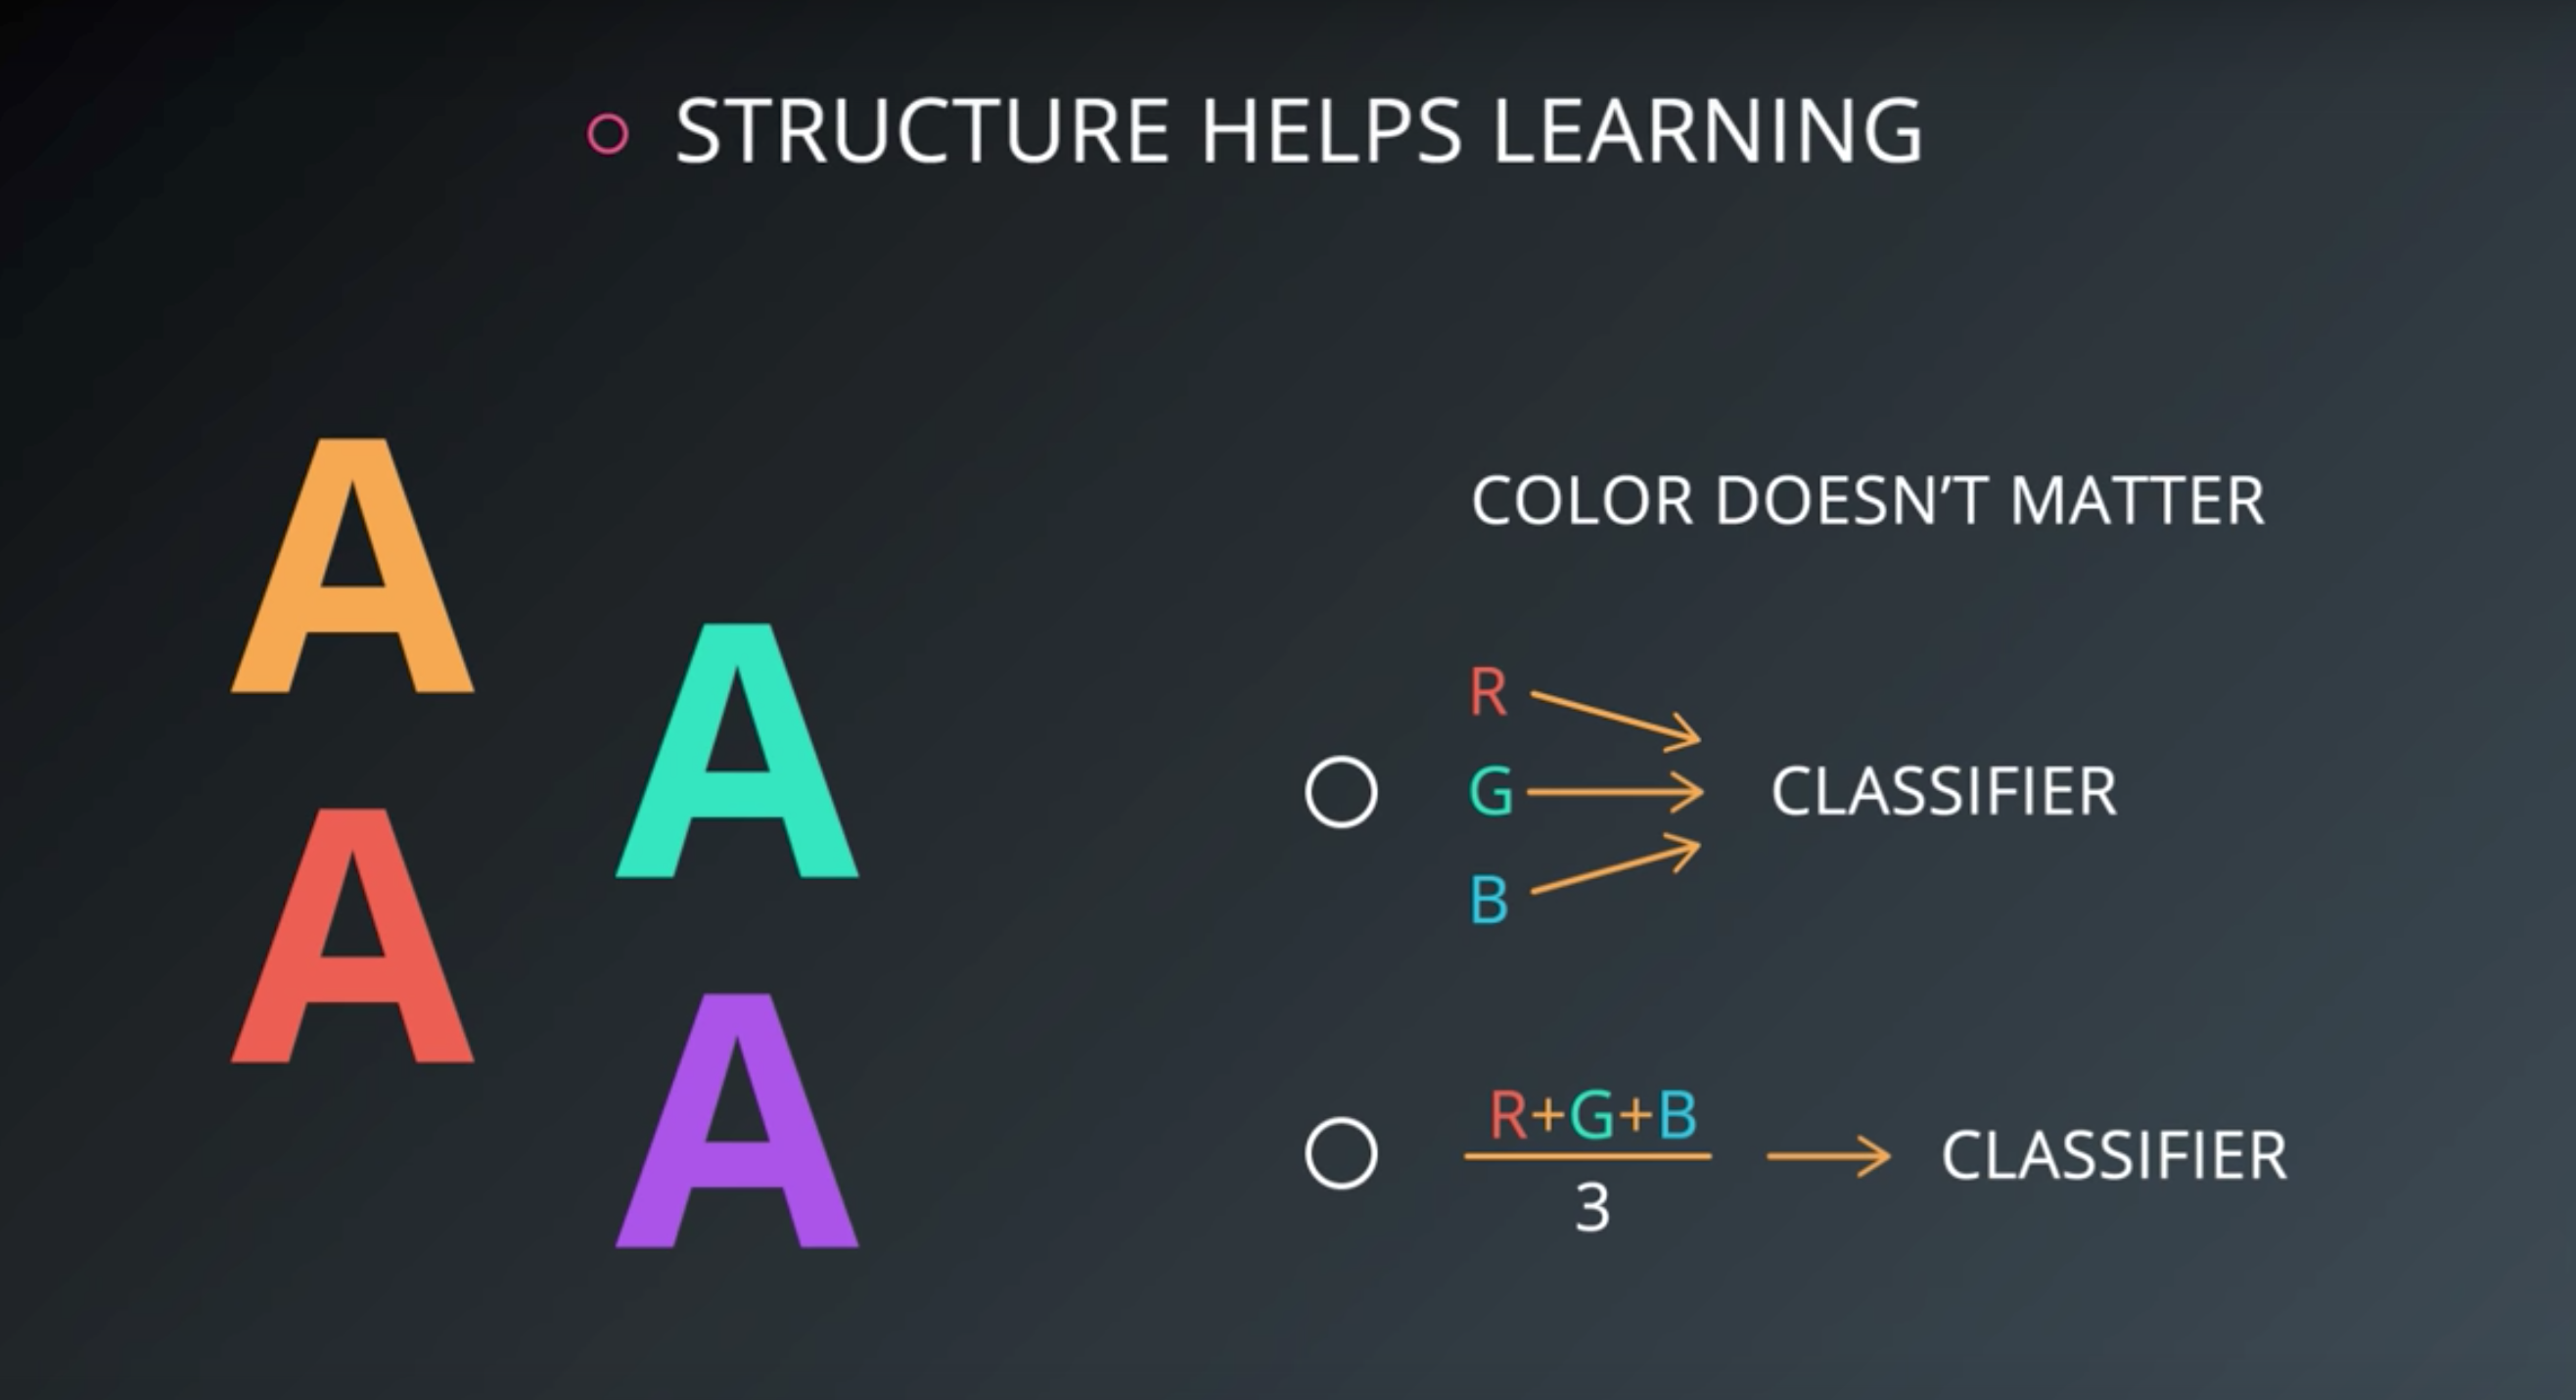 STRUCTURE HELPS LEARNING
A
A
A
A
COLOR DOESN’T MATTER
R
G
B
CLASSIFIER
R+G+B
3
CLASSIFIER